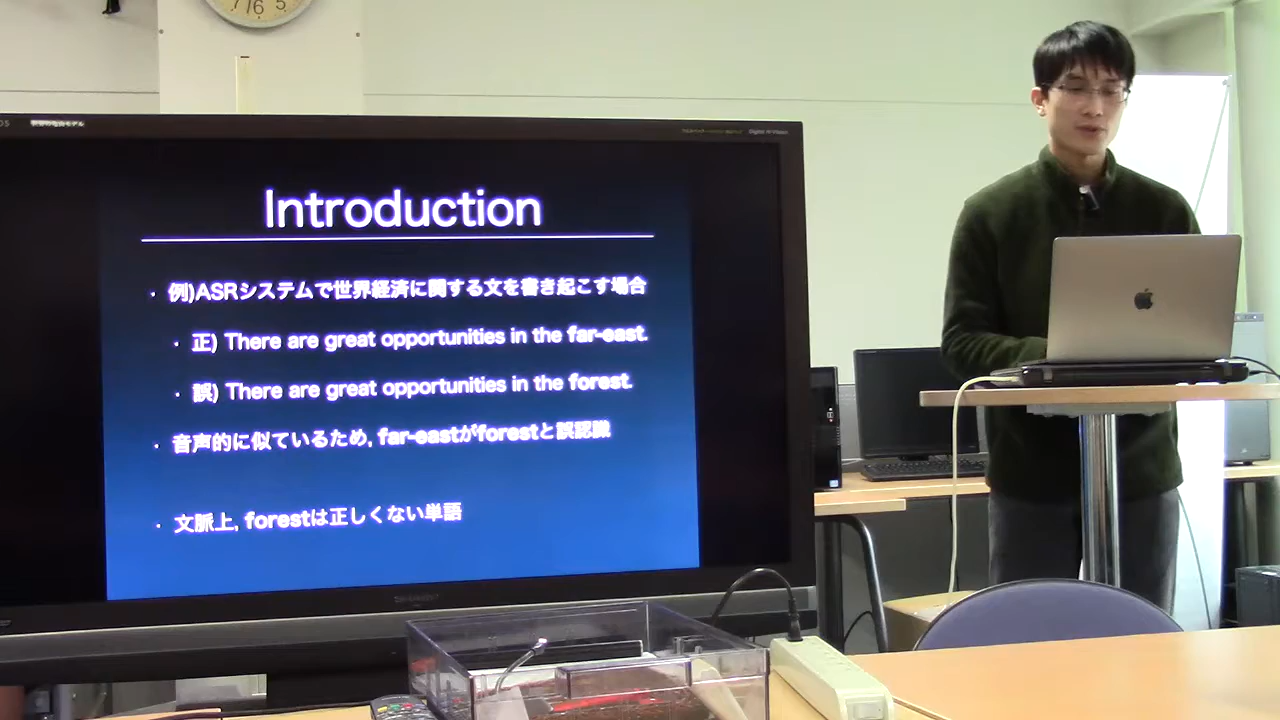 7 6 5
Introduction
・例)ASRシステムで世界経済に関する文を書き起こす場合
・正) There are great opportunities in the far-east.
・誤) There are great opportunities in the forest.
・音声的に似ているため, far-eastがforestと誤認識
・文脈上, forestは正しくない単語